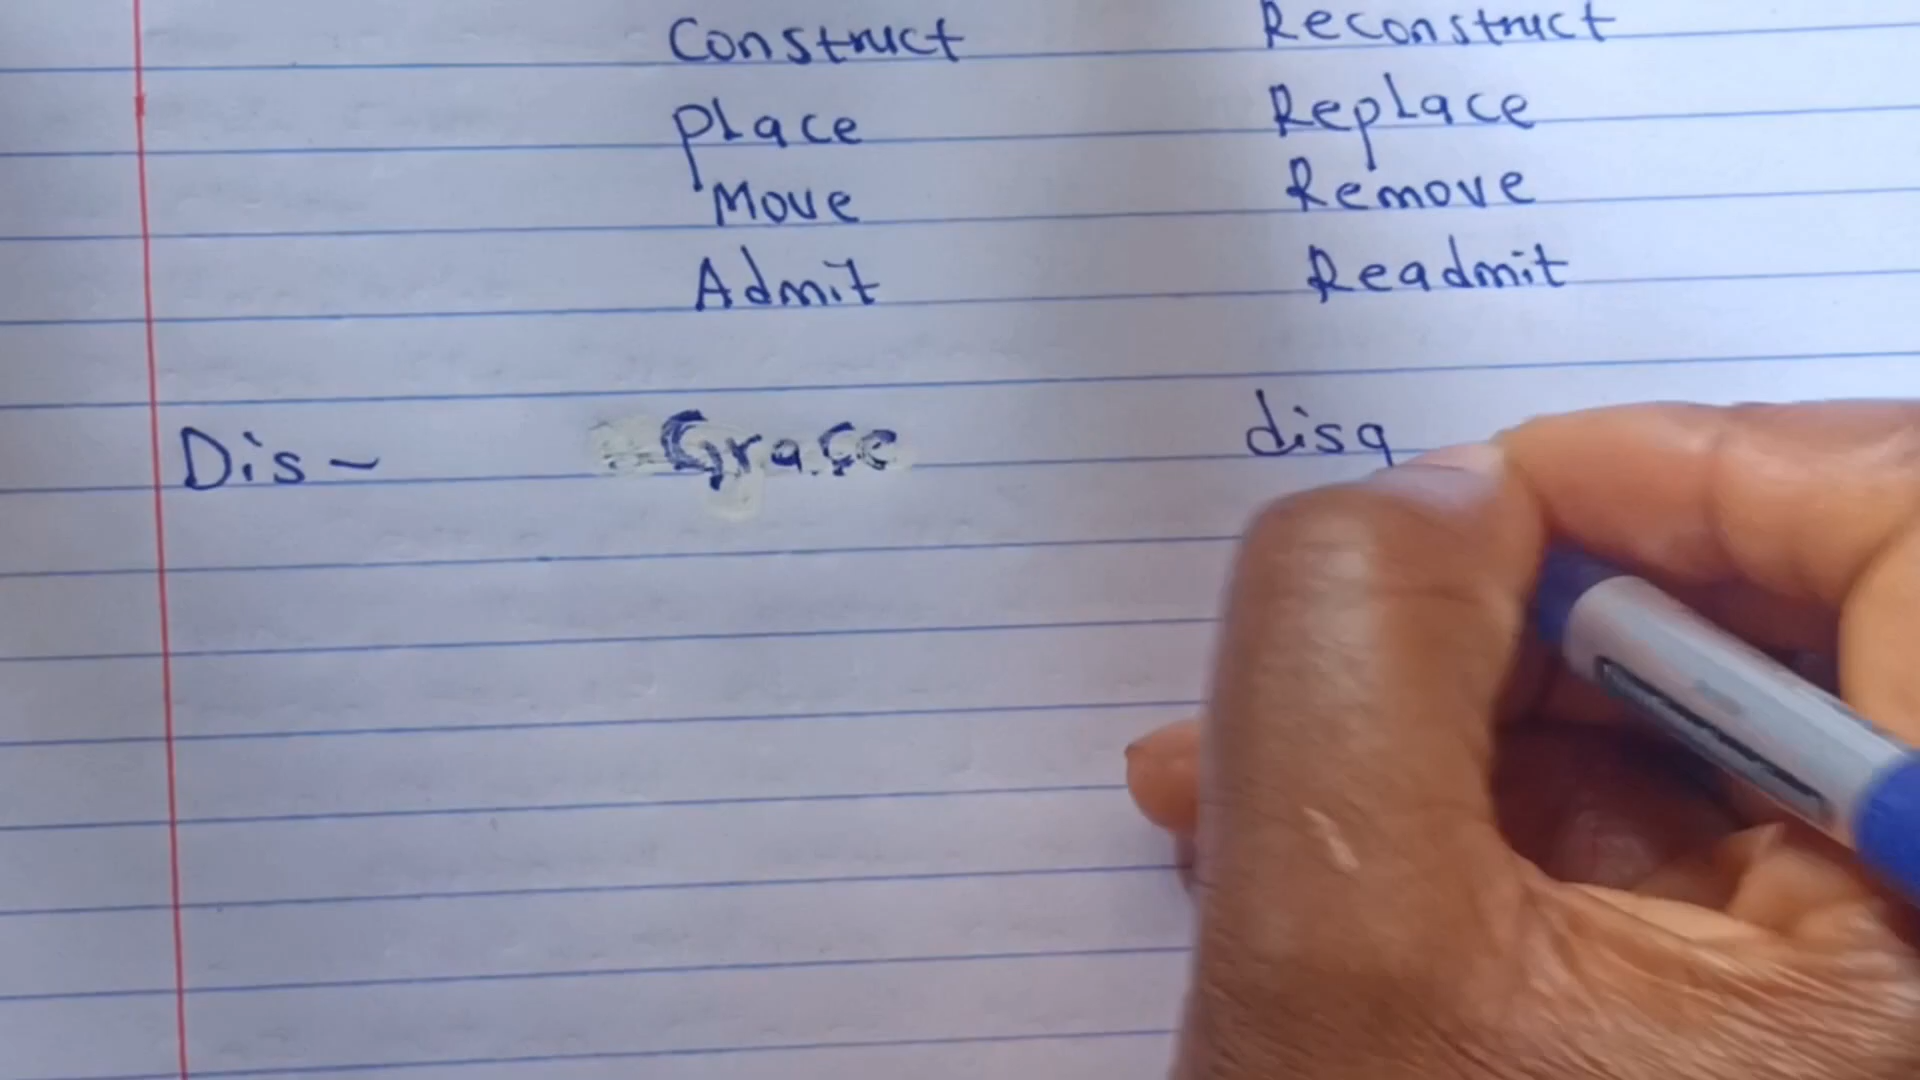 Construct Reconstruct
Place Replace
Move Remove
Admit Readmit
Dis- Grace disg